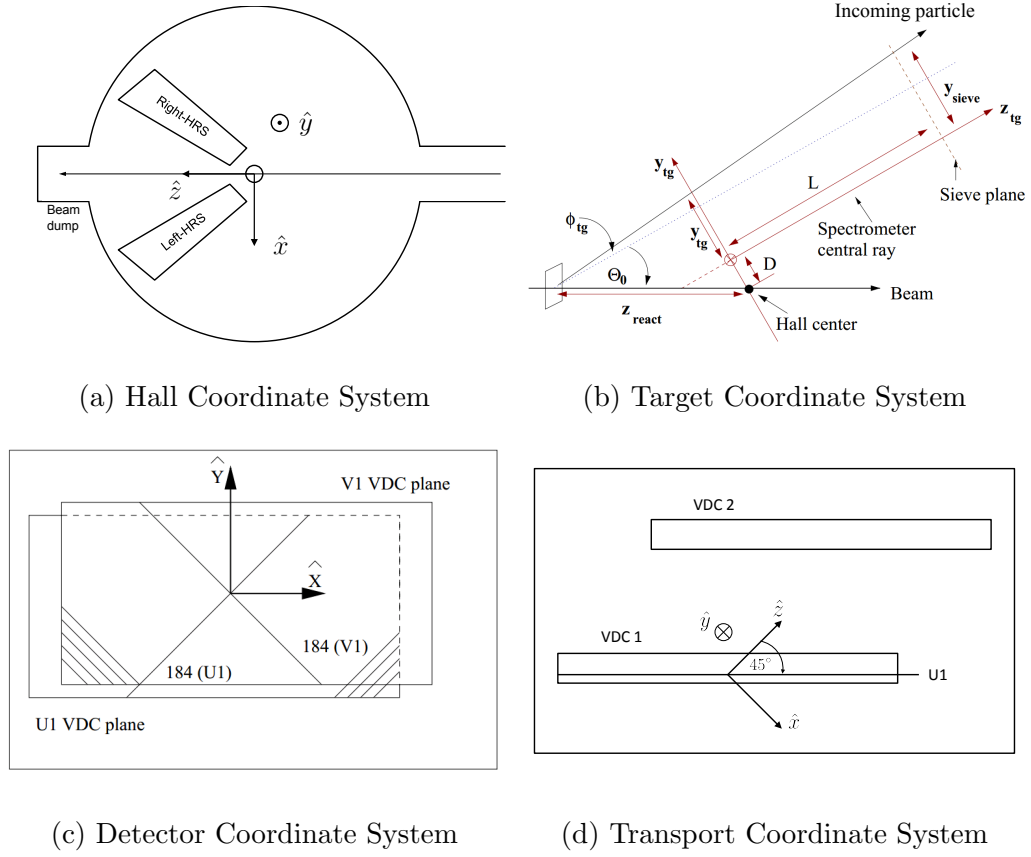 Right-HRS
ŷ
ẑ
Beam
dump
Left-HRS
x̂
(a) Hall Coordinate System
Incoming particle
y_sieve
z_tg
y_tg
L
Sieve plane
ϕ_tg
y_tg
Spectrometer
central ray
Θ_0
D
Beam
z_react
Hall center
(b) Target Coordinate System
Ŷ
V1 VDC plane
X̂
184 (V1)
184 (U1)
U1 VDC plane
(c) Detector Coordinate System
VDC 2
ŷ
ẑ
VDC 1
45°
U1
x̂
(d) Transport Coordinate System